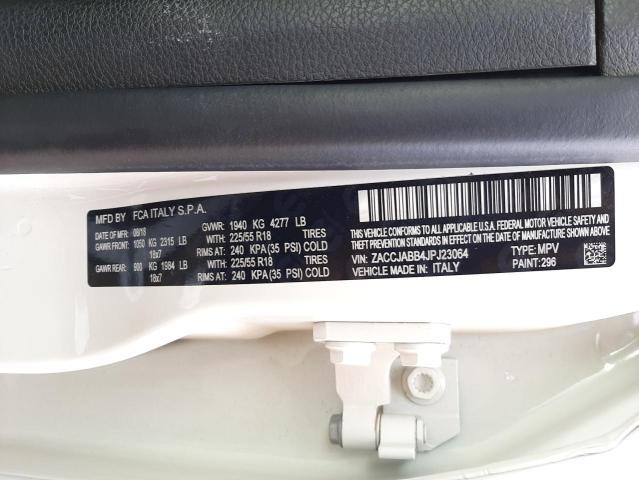 MFD BY FCA ITALY S.P.A.
DATE OF MFR: 08/18 GVWR: 1940 KG 4277 LB
GAWR FRONT: 1050 KG 2315 LB WITH: 225/55 R18 TIRES
18x7 RIMS AT: 240 KPA (35 PSI) COLD
GAWR REAR: 900 KG 1984 LB WITH: 225/55 R18 TIRES
18x7 RIMS AT: 240 KPA (35 PSI) COLD
THIS VEHICLE CONFORMS TO ALL APPLICABLE U.S.A. FEDERAL MOTOR VEHICLE SAFETY
BUMPER, AND THEFT PREVENTION STANDARDS IN EFFECT ON THE DATE OF MANUFACTURE SHOWN ABOVE
VIN: ZACCJABB4JPJ23064 TYPE: MPV
VEHICLE MADE IN: ITALY PAINT: 296